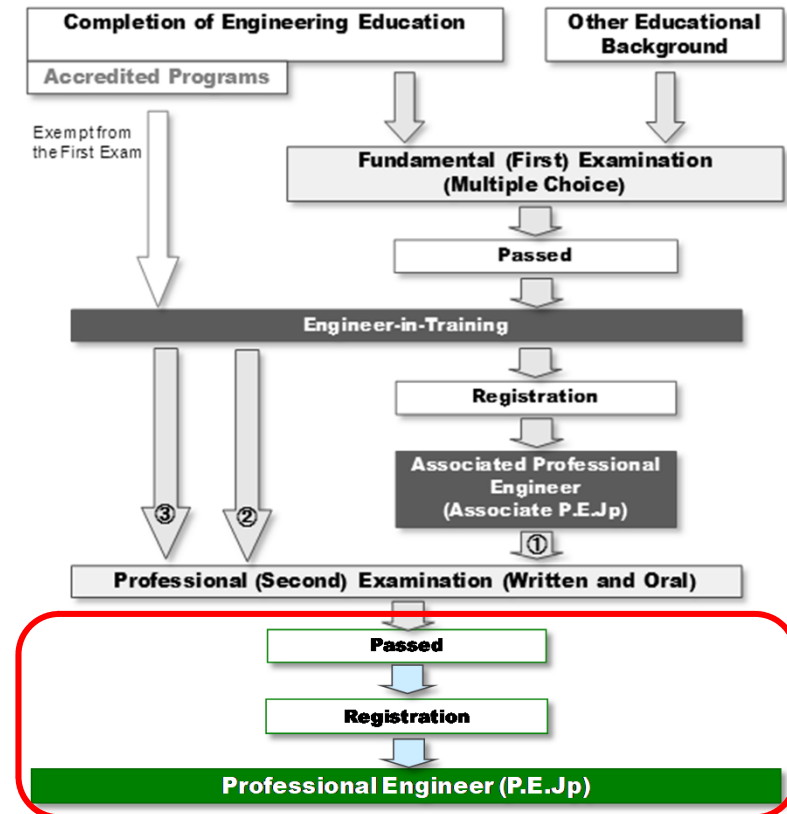 Completion of Engineering Education
Other Educational
Background
Accredited Programs
Exempt from
the First Exam
Fundamental (First) Examination
(Multiple Choice)
Passed
Engineer-in-Training
Registration
Associated Professional
Engineer
(Associate P.E.Jp)
③
②
①
Professional (Second) Examination (Written and Oral)
Passed
Registration
Professional Engineer (P.E.Jp)